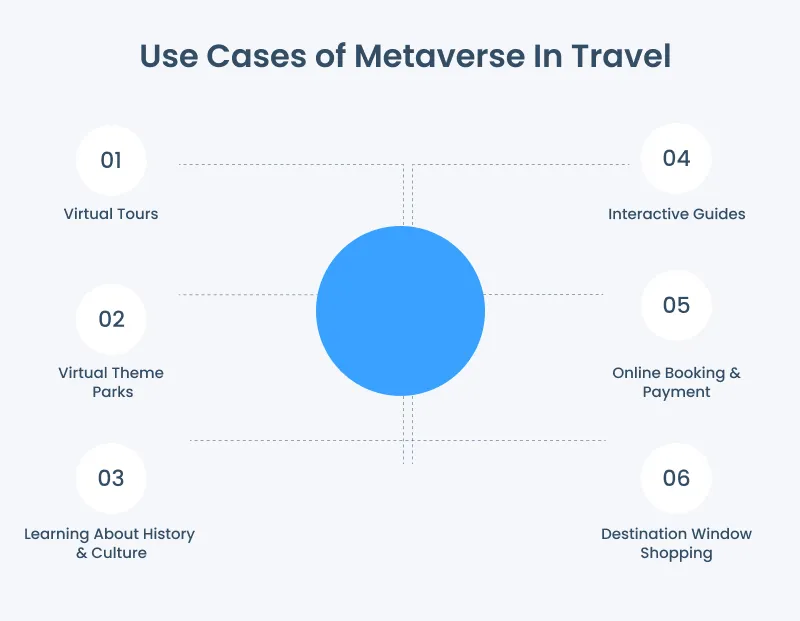 Use Cases of Metaverse In Travel
01
Virtual Tours
02
Virtual Theme
Parks
03
Learning About History
& Culture
04
Interactive Guides
05
Online Booking &
Payment
06
Destination Window
Shopping